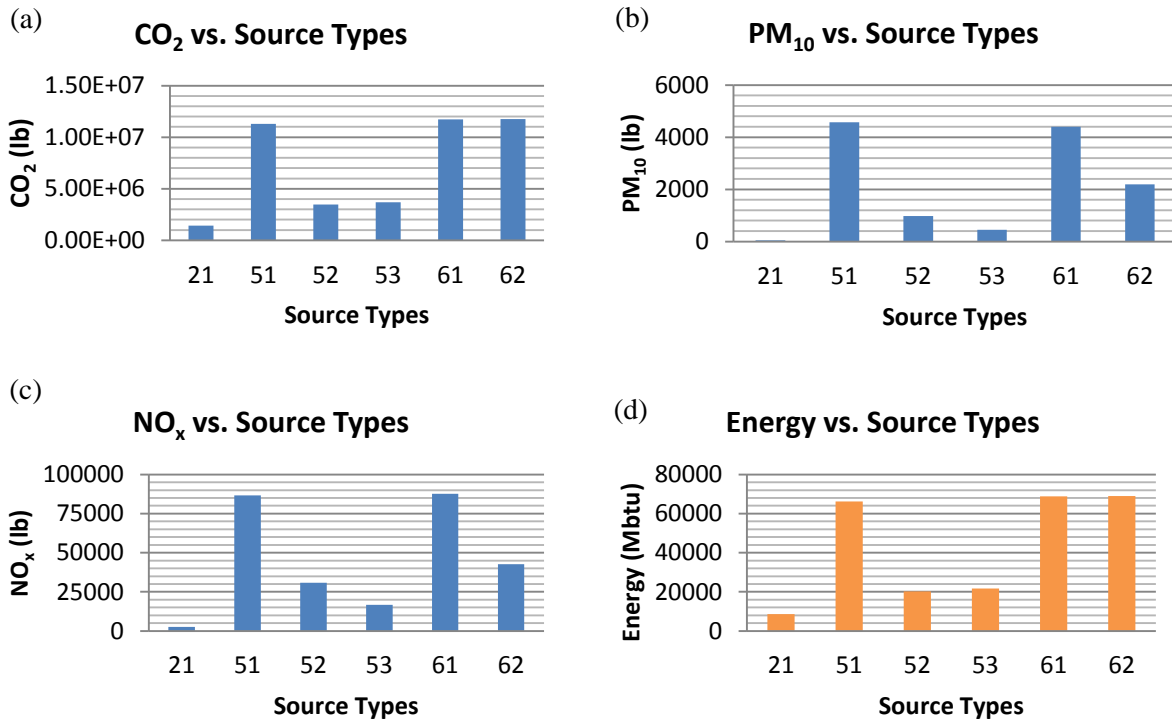 (a)
CO₂ vs. Source Types
CO₂ (lb)
1.50E+07
1.00E+07
5.00E+06
0.00E+00
21 51 52 53 61 62
Source Types
(b)
PM₁₀ vs. Source Types
PM₁₀ (lb)
6000
4000
2000
0
21 51 52 53 61 62
Source Types
(c)
NOₓ vs. Source Types
NOₓ (lb)
100000
75000
50000
25000
0
21 51 52 53 61 62
Source Types
(d)
Energy vs. Source Types
Energy (Mbtu)
80000
60000
40000
20000
0
21 51 52 53 61 62
Source Types